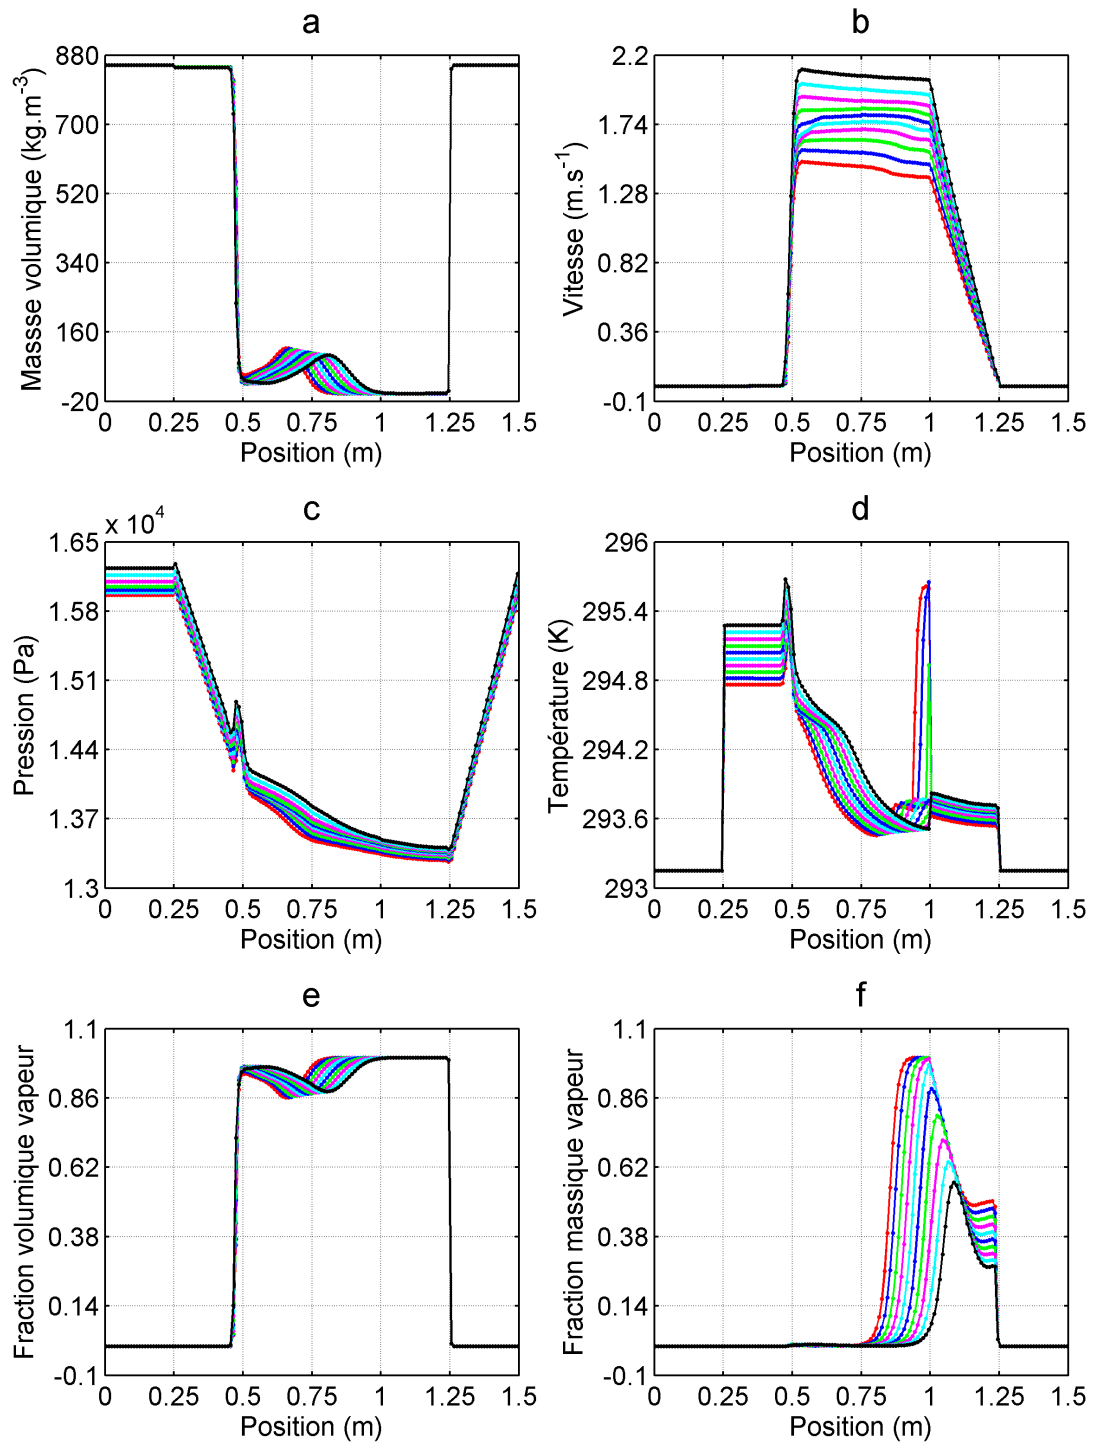 a
880
700
520
340
160
-20
Massse volumique (kg.m-3)
0 0.25 0.5 0.75 1 1.25 1.5
Position (m)
b
2.2
1.74
1.28
0.82
0.36
-0.1
Vitesse (m.s-1)
0 0.25 0.5 0.75 1 1.25 1.5
Position (m)
c
x 10^4
1.65
1.58
1.51
1.44
1.37
1.3
Pression (Pa)
0 0.25 0.5 0.75 1 1.25 1.5
Position (m)
d
296
295.4
294.8
294.2
293.6
293
Température (K)
0 0.25 0.5 0.75 1 1.25 1.5
Position (m)
e
1.1
0.86
0.62
0.38
0.14
-0.1
Fraction volumique vapeur
0 0.25 0.5 0.75 1 1.25 1.5
Position (m)
f
1.1
0.86
0.62
0.38
0.14
-0.1
Fraction massique vapeur
0 0.25 0.5 0.75 1 1.25 1.5
Position (m)